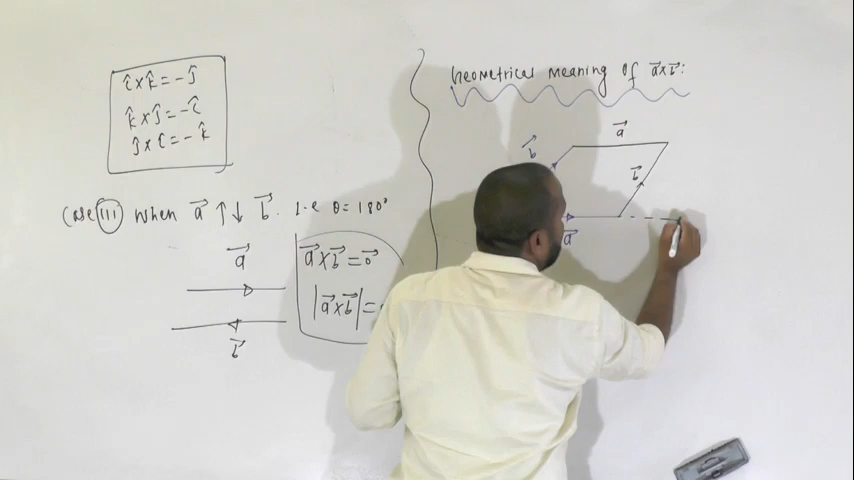 î x k̂ = - ĵ
k̂ x ĵ = - î
ĵ x î = - k̂
Case (III) When a⃗ ↑↓ b⃗. i.e θ = 180°
a⃗
b⃗
a⃗ x b⃗ = 0⃗
|a⃗ x b⃗| =
Geometrical meaning of a⃗ x b⃗:
a⃗
b⃗
b⃗
a⃗